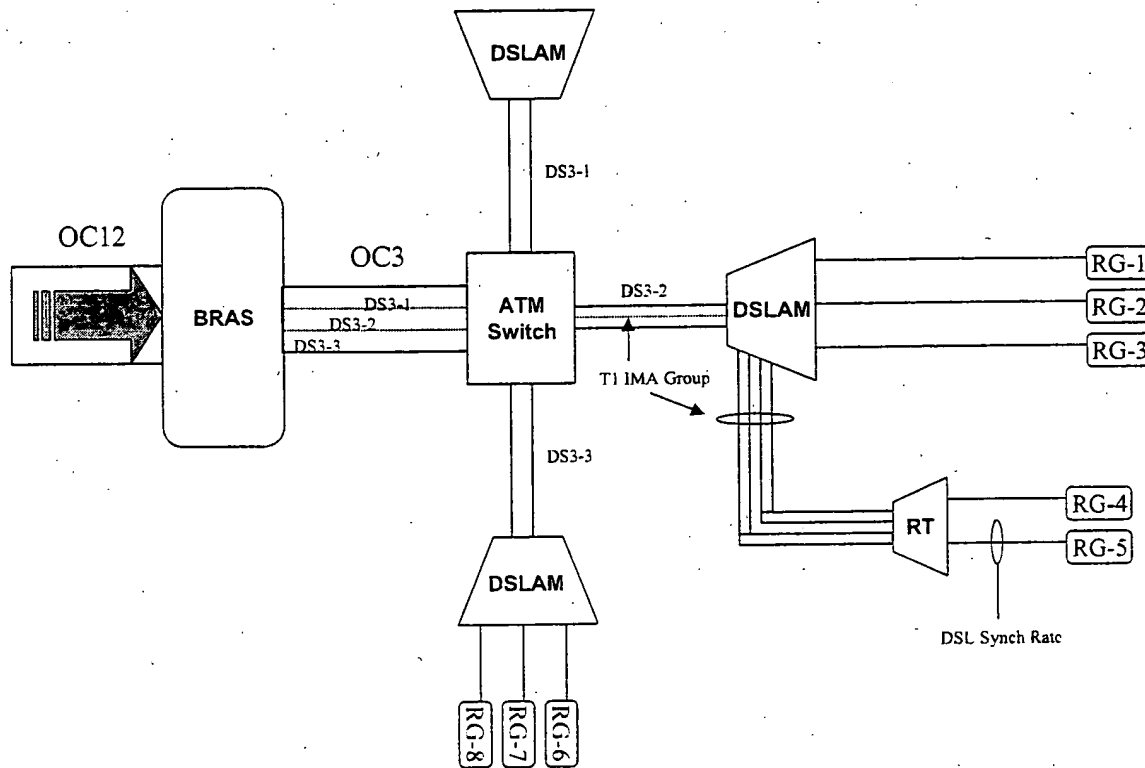 DSLAM
DS3-1
OC12
OC3
BRAS
DS3-1
DS3-2
DS3-3
ATM
Switch
DS3-2
DSLAM
RG-1
RG-2
RG-3
T1 IMA Group
DS3-3
RT
RG-4
RG-5
DSL Synch Rate
DSLAM
RG-8
RG-7
RG-6